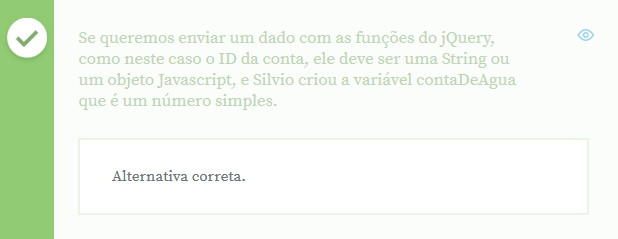 Se queremos enviar um dado com as funções do jQuery,
como neste caso o ID da conta, ele deve ser uma String ou
um objeto Javascript, e Silvio criou a variável contaDeAgua
que é um número simples.
Alternativa correta.